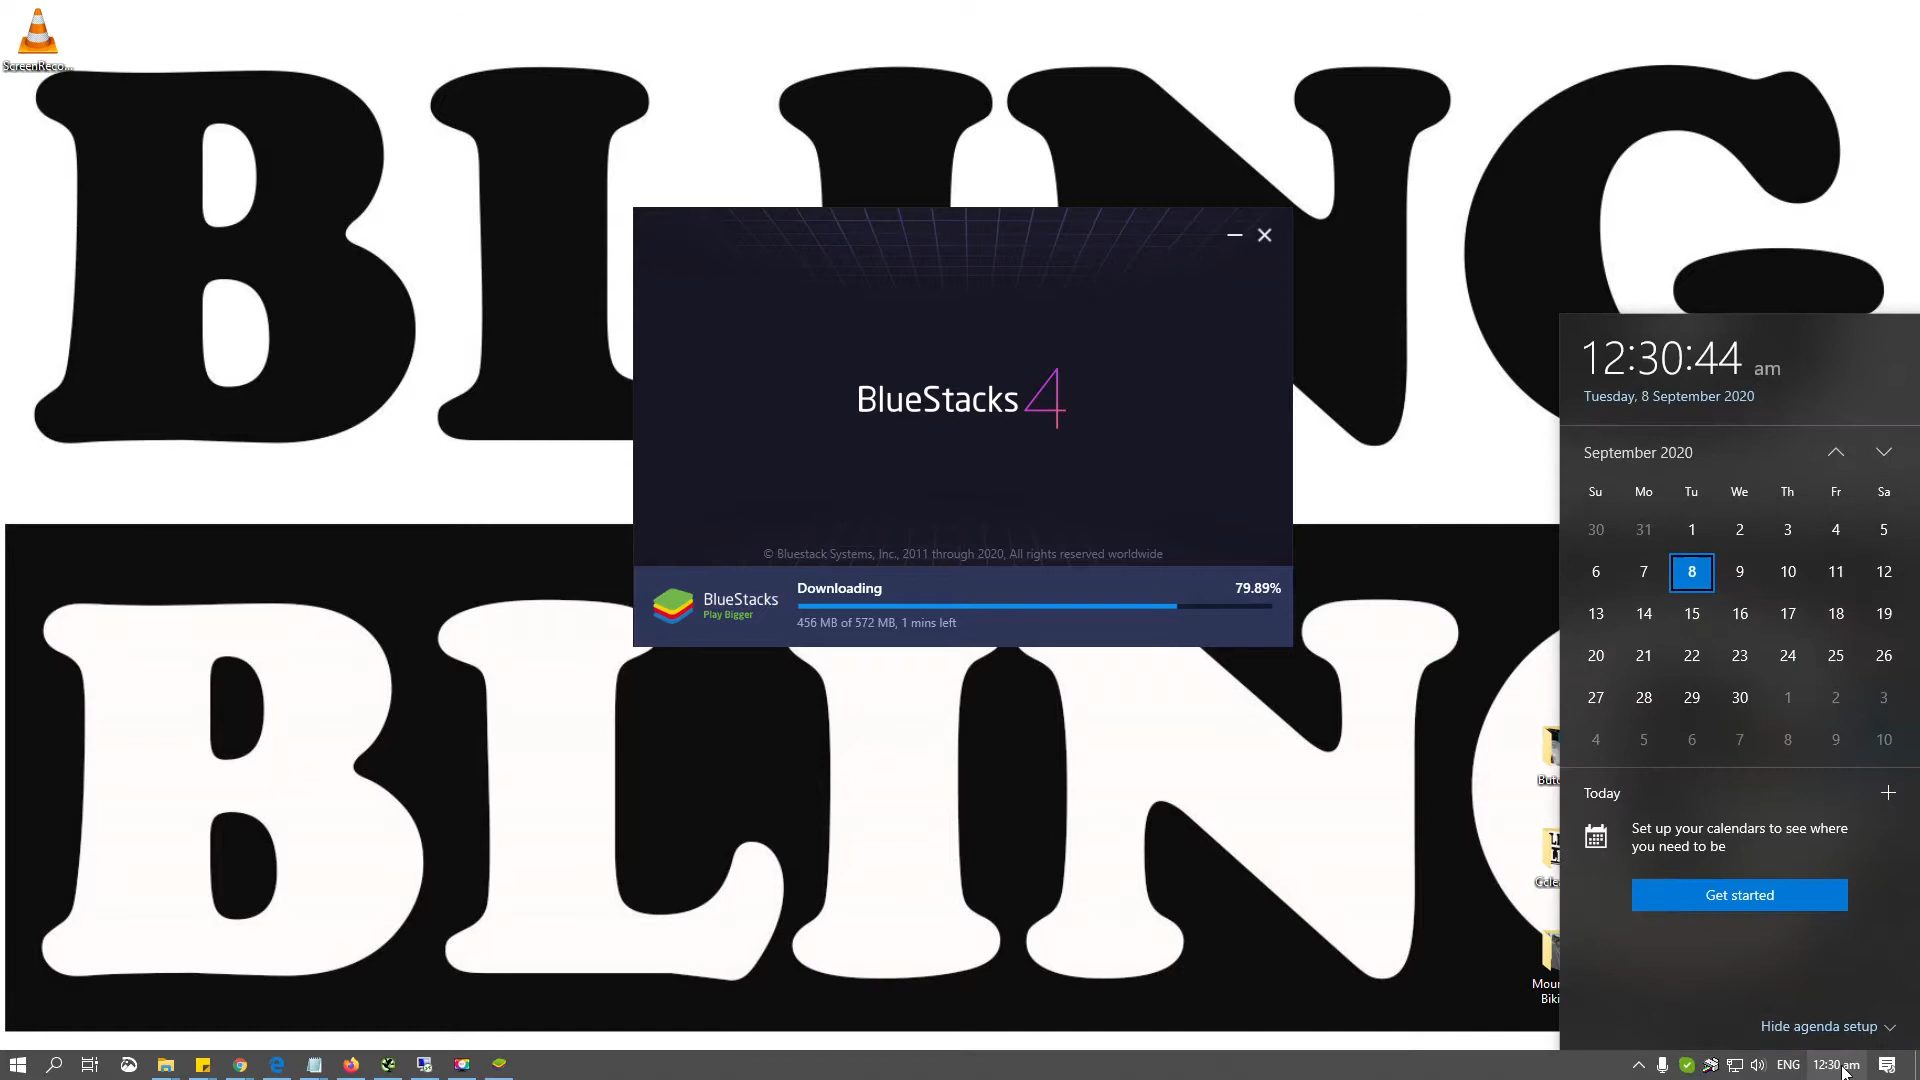 ScreenReco...
BLING
BlueStacks 4
© Bluestack Systems, Inc., 2011 through 2020, All rights reserved worldwide
BlueStacks
Play Bigger
Downloading
79.89%
456 MB of 572 MB, 1 mins left
BLING
12:30:44 am
Tuesday, 8 September 2020
September 2020
Su Mo Tu We Th Fr Sa
30 31 1 2 3 4 5
6 7 8 9 10 11 12
13 14 15 16 17 18 19
20 21 22 23 24 25 26
27 28 29 30 1 2 3
4 5 6 7 8 9 10
Today
Set up your calendars to see where
you need to be
Get started
Hide agenda setup
Mou
Biki
ENG
12:30 am